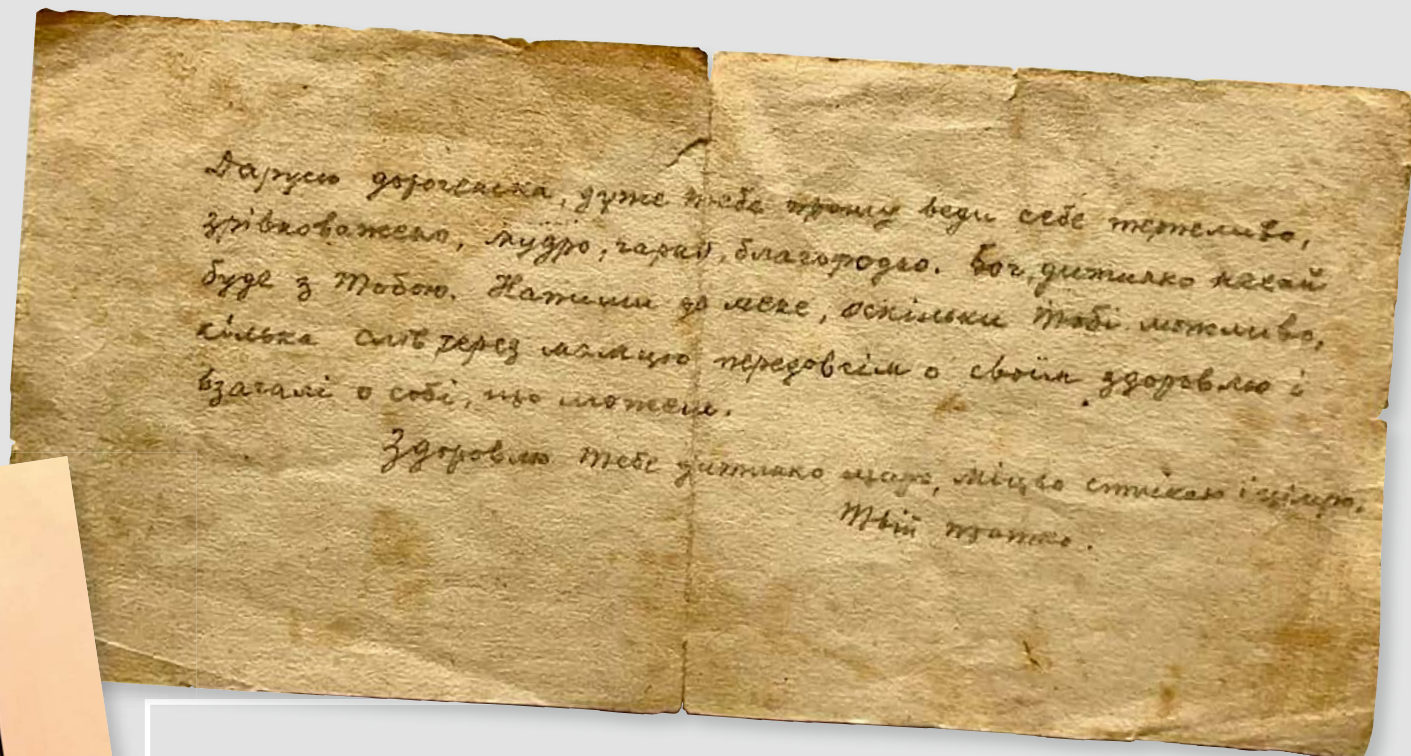 Дарусю дорогенька, дуже тебе прошу веди себе терпеливо,
зрівноважено, мудро, гарно, благородно. Бог, дитинко нехай
буде з Тобою. Напиши до мене, оскільки Тобі можливо,
кілька слів через мамцю передовсім о своїм здоровлю і
взагалі о собі, що можеш.
Здоровлю Тебе дитинко щиро, міцно стискаю і цілую.
Твій татко.